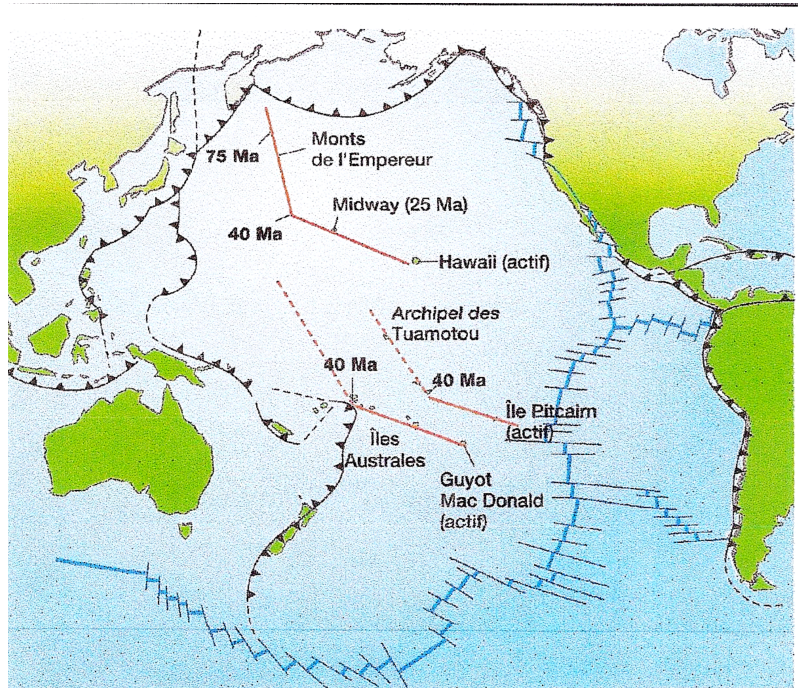 75 Ma
Monts
de l'Empereur
Midway (25 Ma)
40 Ma
Hawaii (actif)
Archipel des
Tuamotou
40 Ma
40 Ma
Île Pitcairn
(actif)
Îles
Australes
Guyot
Mac Donald
(actif)